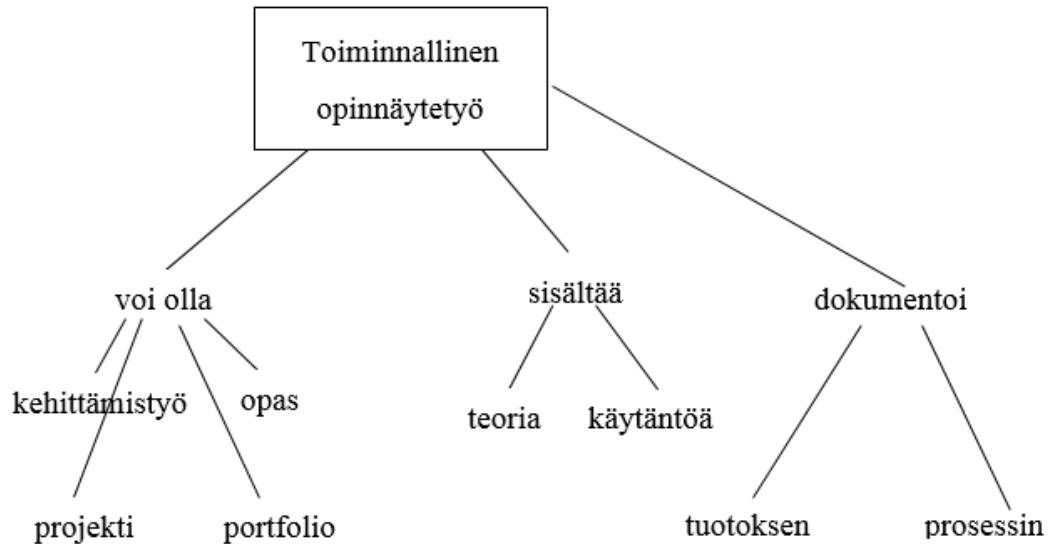 Toiminnallinen
opinnäytetyö
voi olla
sisältää
dokumentoi
kehittämistyö
opas
teoria
käytäntöä
projekti
portfolio
tuotoksen
prosessin